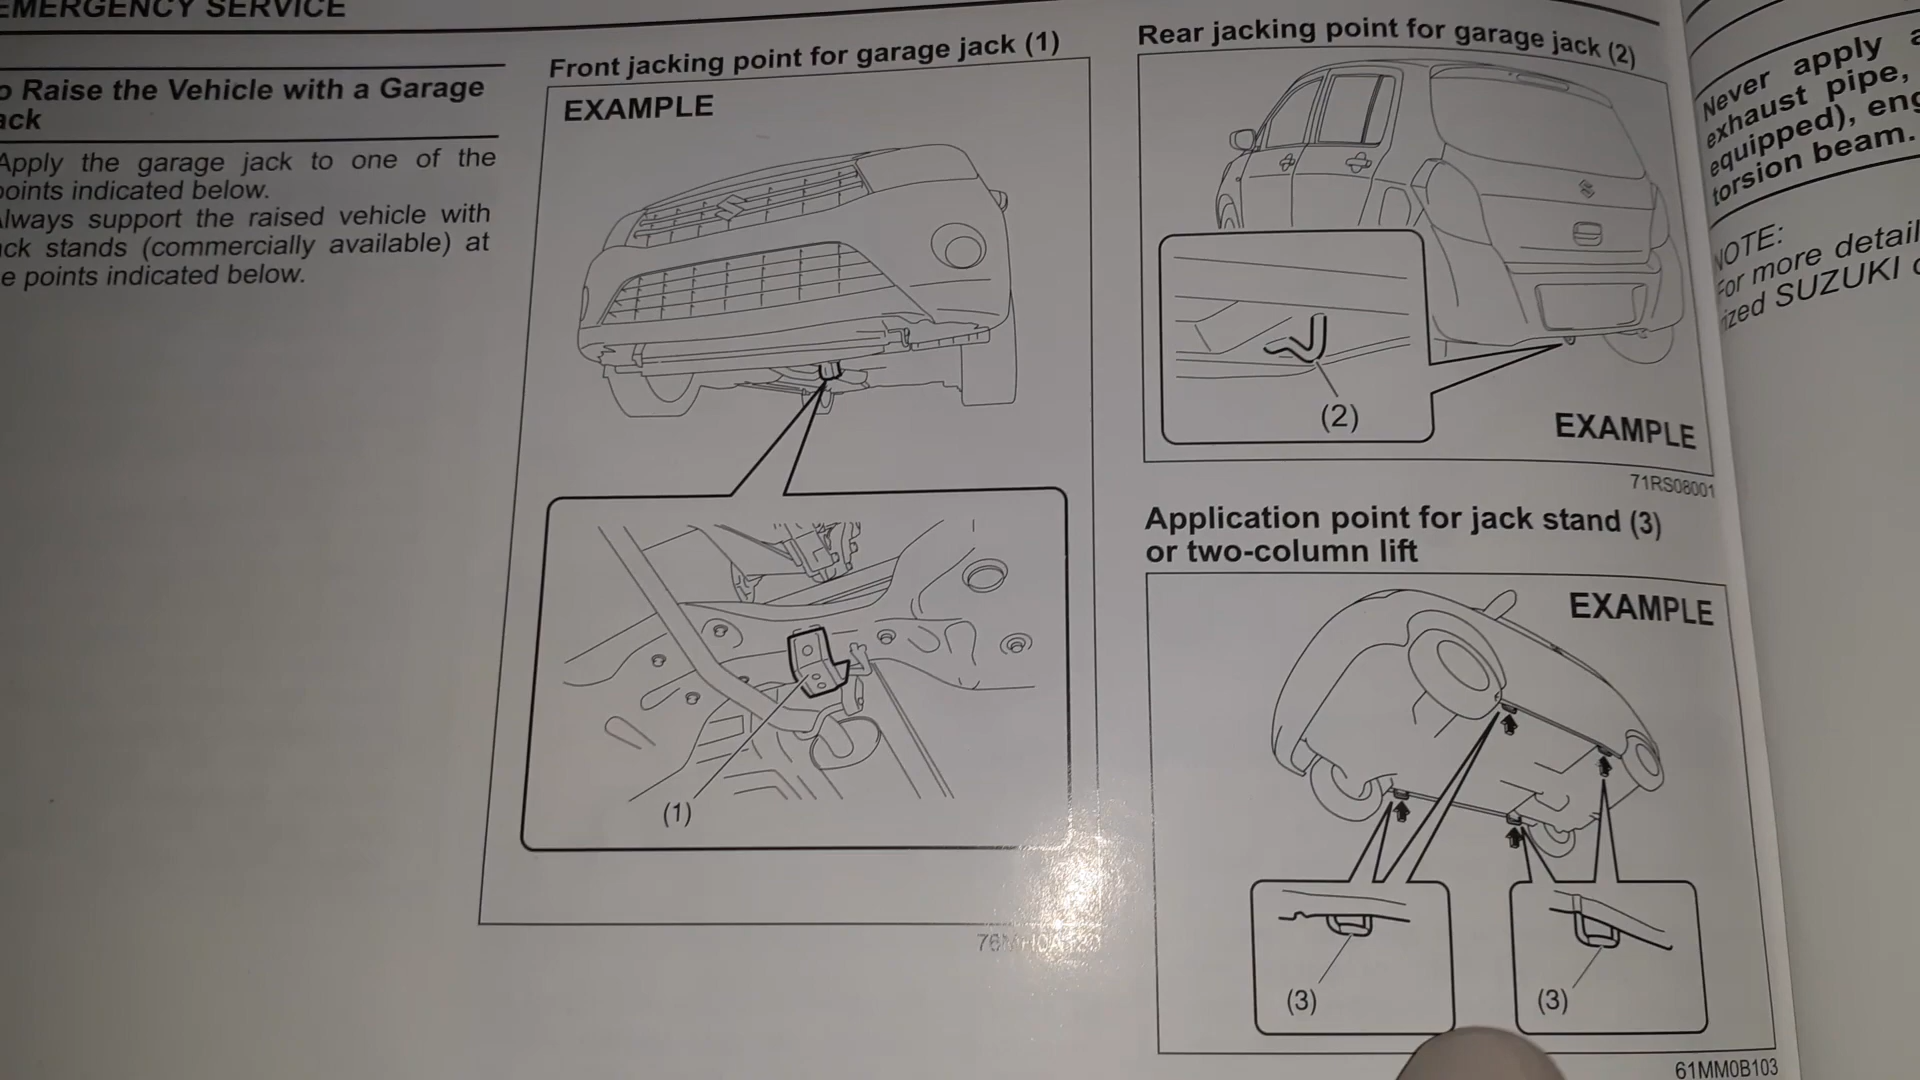 EMERGENCY SERVICE
o Raise the Vehicle with a Garage
ack
Apply the garage jack to one of the
points indicated below.
Always support the raised vehicle with
ack stands (commercially available) at
e points indicated below.
Front jacking point for garage jack (1)
EXAMPLE
(1)
Rear jacking point for garage jack (2)
(2)
EXAMPLE
71RS08001
Application point for jack stand (3)
or two-column lift
EXAMPLE
(3)
(3)
61MM0B103
Never apply a
exhaust pipe,
equipped), eng
torsion beam.
NOTE:
For more detail
ized SUZUKI